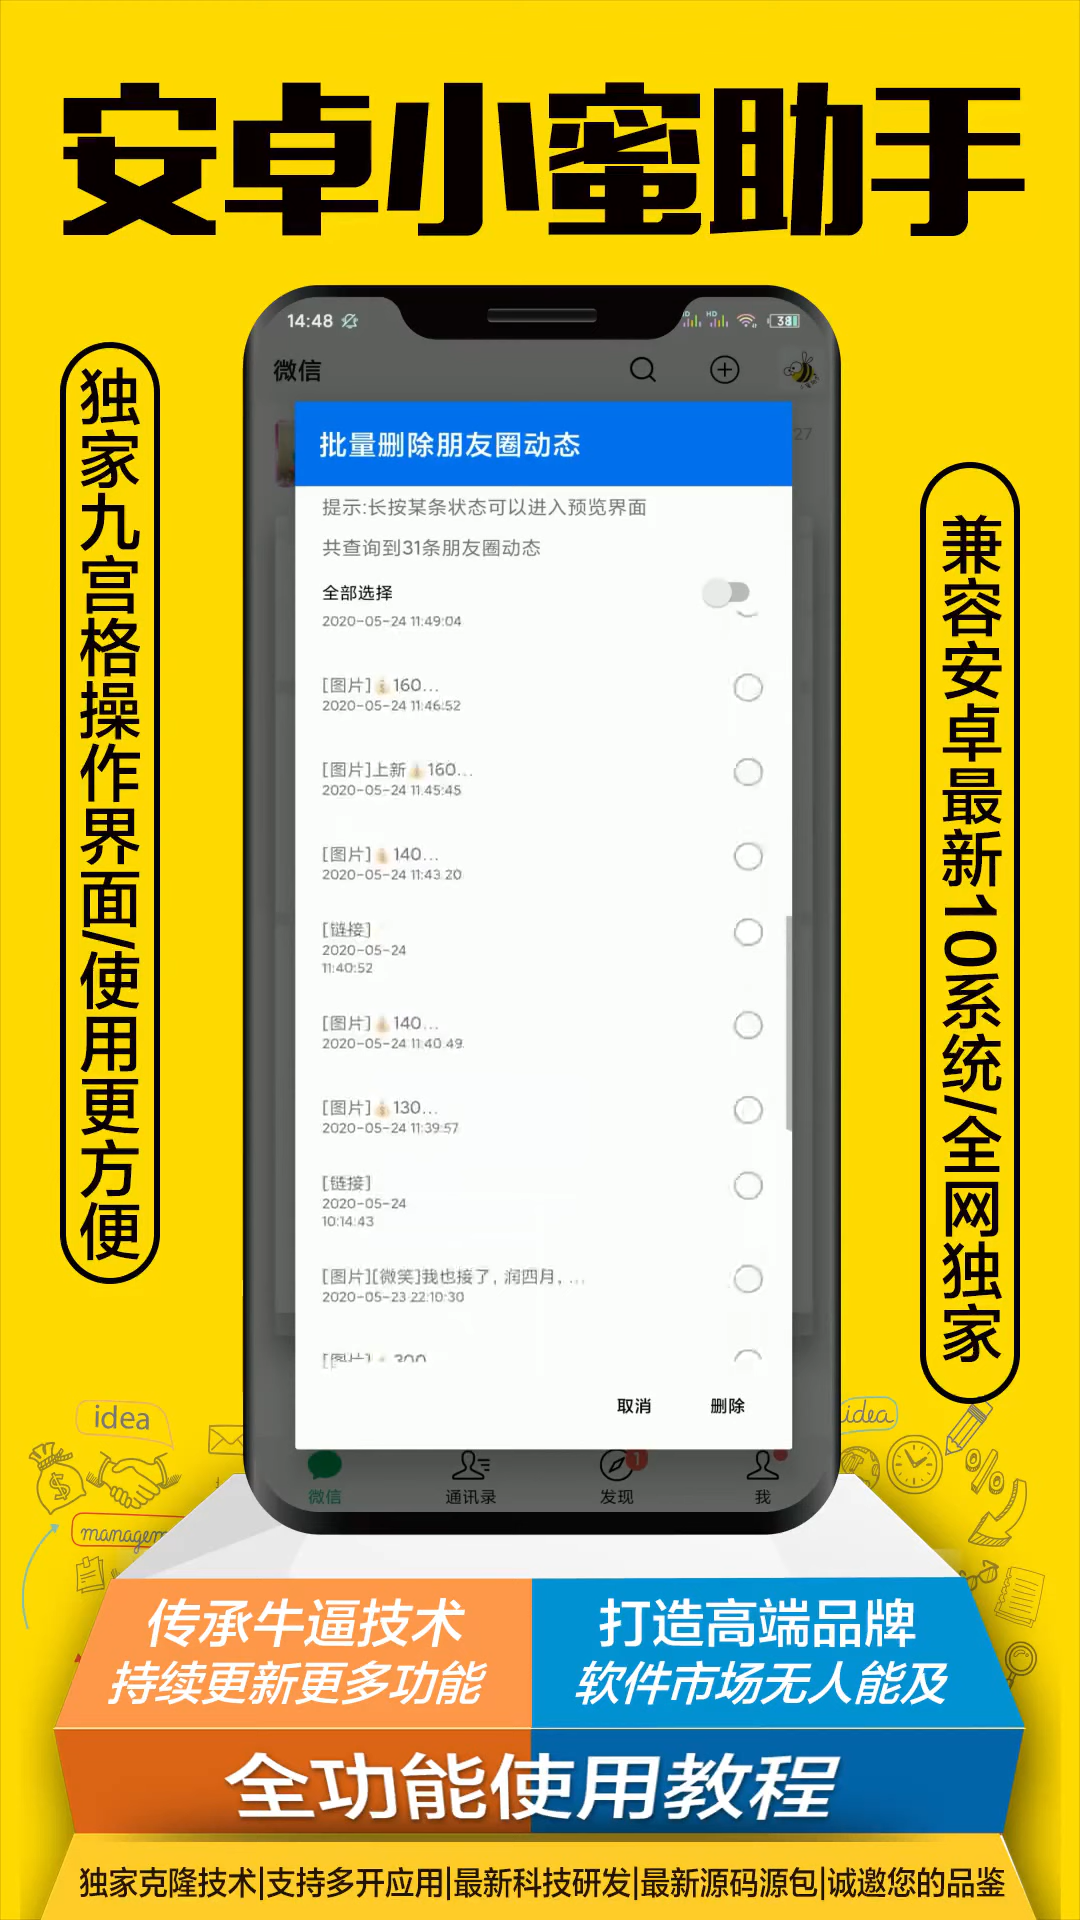 安卓小蜜助手
独家九宫格操作界面/使用更方便
兼容安卓最新10系统/全网独家
14:48
HD
38
微信
27
批量删除朋友圈动态
提示:长按某条状态可以进入预览界面
共查询到31条朋友圈动态
全部选择
2020-05-24 11:49:04
[图片]💰160...
2020-05-24 11:46:52
[图片]上新💰160...
2020-05-24 11:45:45
[图片]💰140...
2020-05-24 11:43:20
[链接]
2020-05-24
11:40:52
[图片]💰140...
2020-05-24 11:40:49
[图片]💰130...
2020-05-24 11:39:57
[链接]
2020-05-24
10:14:43
[图片][微笑]我也接了，润四月，...
2020-05-23 22:10:30
[图片]💰300
取消 删除
微信 通讯录 发现 1 我
idea
managem
idea
传承牛逼技术
持续更新更多功能
打造高端品牌
软件市场无人能及
全功能使用教程
独家克隆技术|支持多开应用|最新科技研发|最新源码源包|诚邀您的品鉴